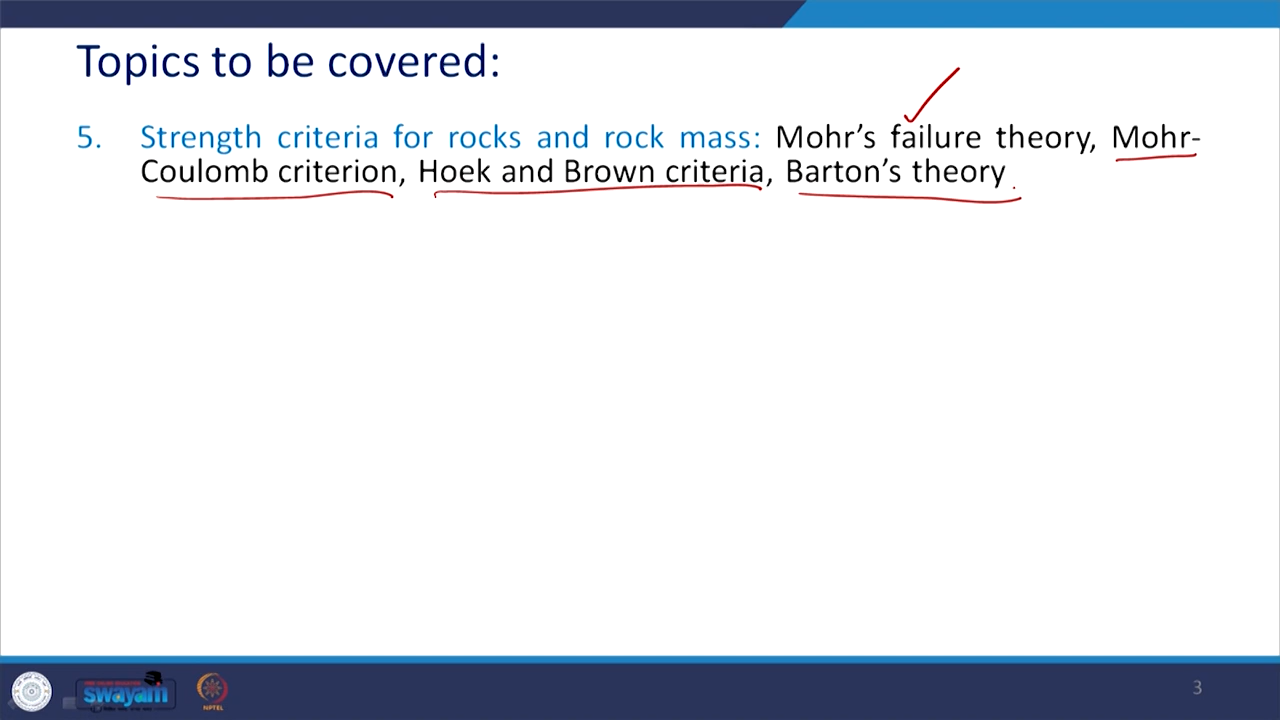 Topics to be covered:
5. Strength criteria for rocks and rock mass: Mohr's failure theory, Mohr-
Coulomb criterion, Hoek and Brown criteria, Barton's theory
swayam
NPTEL
3